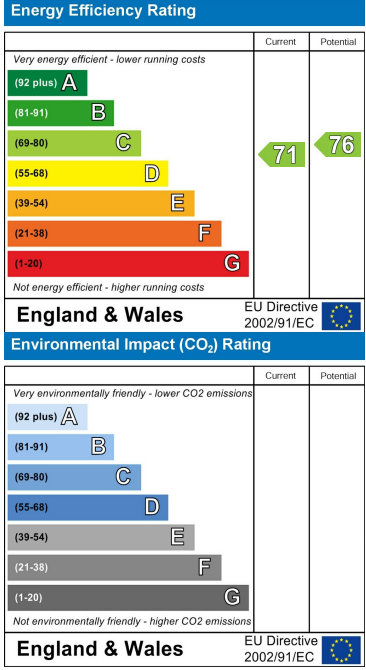 Energy Efficiency Rating
Current Potential
Very energy efficient - lower running costs
(92 plus) A
(81-91) B
(69-80) C
71 76
(55-68) D
(39-54) E
(21-38) F
(1-20) G
Not energy efficient - higher running costs
England & Wales
EU Directive
2002/91/EC
Environmental Impact (CO₂) Rating
Current Potential
Very environmentally friendly - lower CO2 emissions
(92 plus) A
(81-91) B
(69-80) C
(55-68) D
(39-54) E
(21-38) F
(1-20) G
Not environmentally friendly - higher CO2 emissions
England & Wales
EU Directive
2002/91/EC